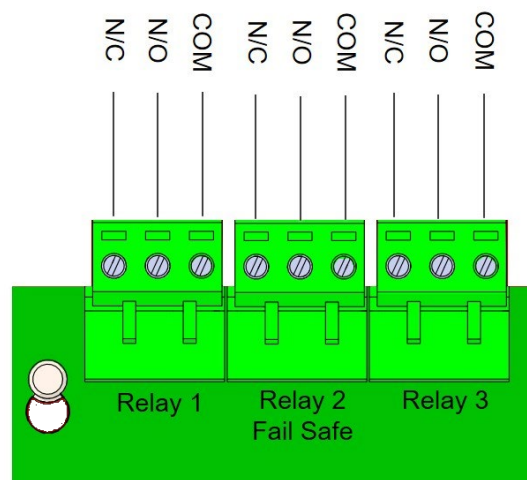 N/C N/O COM N/C N/O COM N/C N/O COM
Relay 1 Relay 2 Relay 3
Fail Safe